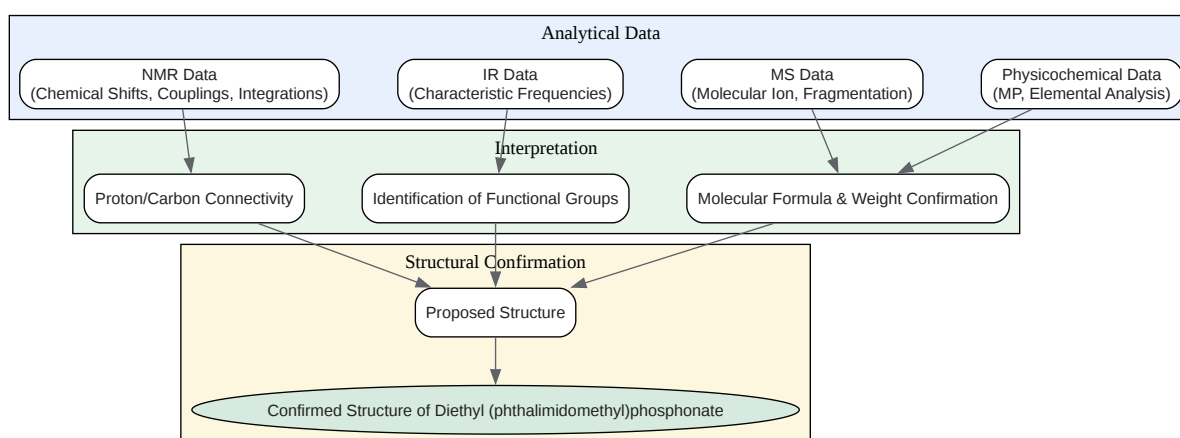 Analytical Data
NMR Data
(Chemical Shifts, Couplings, Integrations)
IR Data
(Characteristic Frequencies)
MS Data
(Molecular Ion, Fragmentation)
Physicochemical Data
(MP, Elemental Analysis)
Interpretation
Proton/Carbon Connectivity
Identification of Functional Groups
Molecular Formula & Weight Confirmation
Structural Confirmation
Proposed Structure
Confirmed Structure of Diethyl (phthalimidomethyl)phosphonate